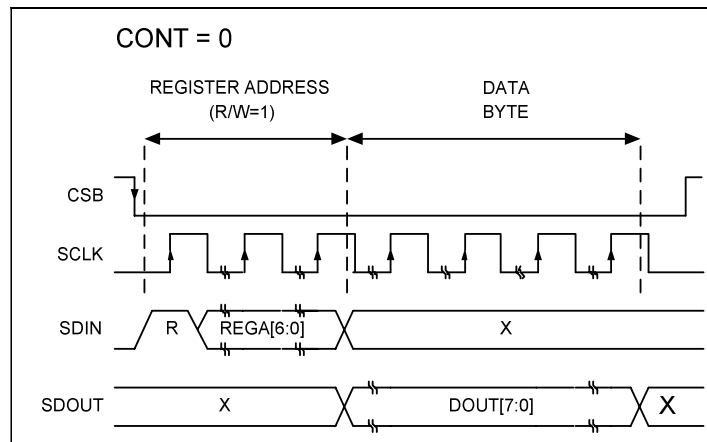 CONT = 0
REGISTER ADDRESS
(R/W=1)
DATA
BYTE
CSB
SCLK
SDIN
R
REGA[6:0]
X
SDOUT
X
DOUT[7:0]
X